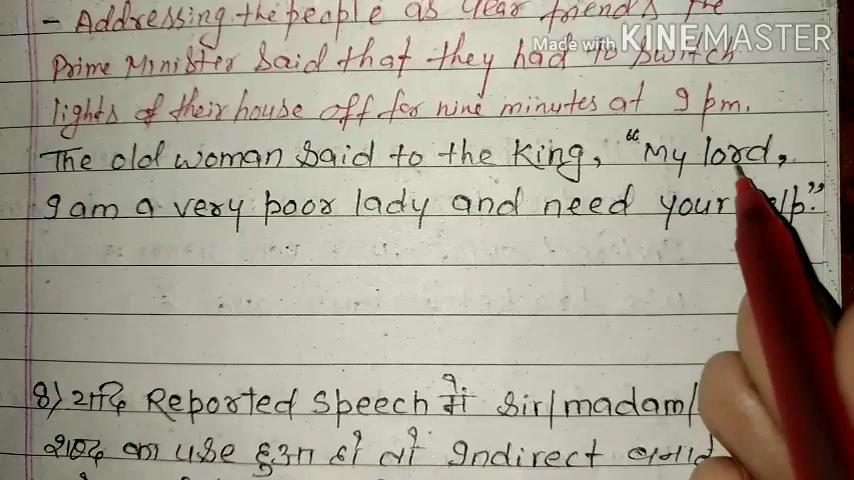 - Addressing the people as dear friends the
Made with KINEMASTER
Prime Minister said that they had to switch
lights of their house off for nine minutes at 9 pm.
The old woman said to the King, "My lord,
I am a very poor lady and need your help."
8) यदि Reported speech में sir/madam/
शब्द का use हुआ हो तो Indirect बनाते